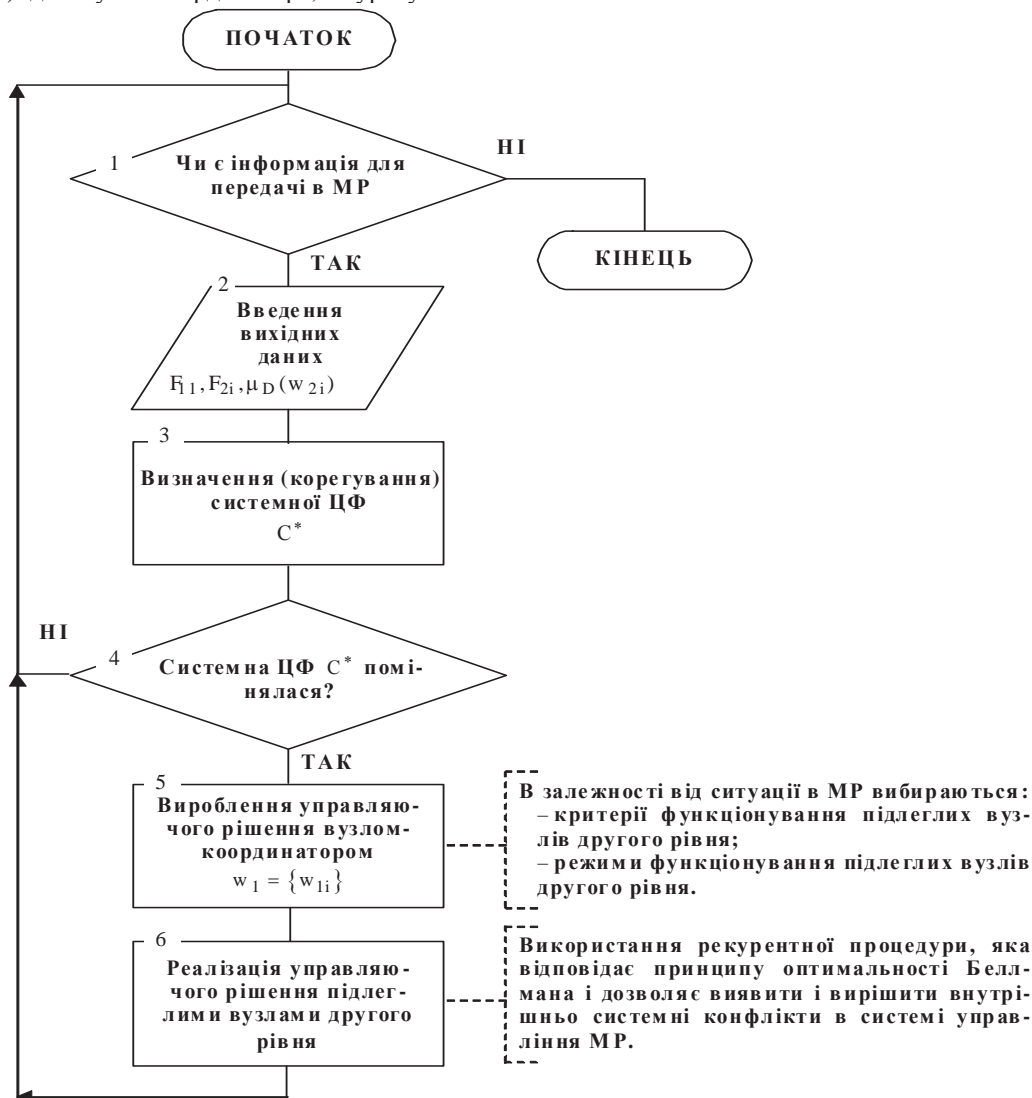 ПОЧАТОК
1
Чи є інформація для
передачі в МР
НІ
КІНЕЦЬ
ТАК
2
Введення
вихідних
даних
F11, F2i, μD(w2i)
3
Визначення (корегування)
системної ЦФ
C*
НІ
4
Системна ЦФ C* помі-
нялася?
ТАК
5
Вироблення управляю-
чого рішення вузлом-
координатором
w1 = {w1i}
В залежності від ситуації в МР вибираються:
– критерії функціонування підлеглих вуз-
лів другого рівня;
– режими функціонування підлеглих вузлів
другого рівня.
6
Реалізація управляю-
чого рішення підлег-
лими вузлами другого
рівня
Використання рекурентної процедури, яка
відповідає принципу оптимальності Белл-
мана і дозволяє виявити і вирішити внутрі-
шньо системні конфлікти в системі управ-
ління МР.